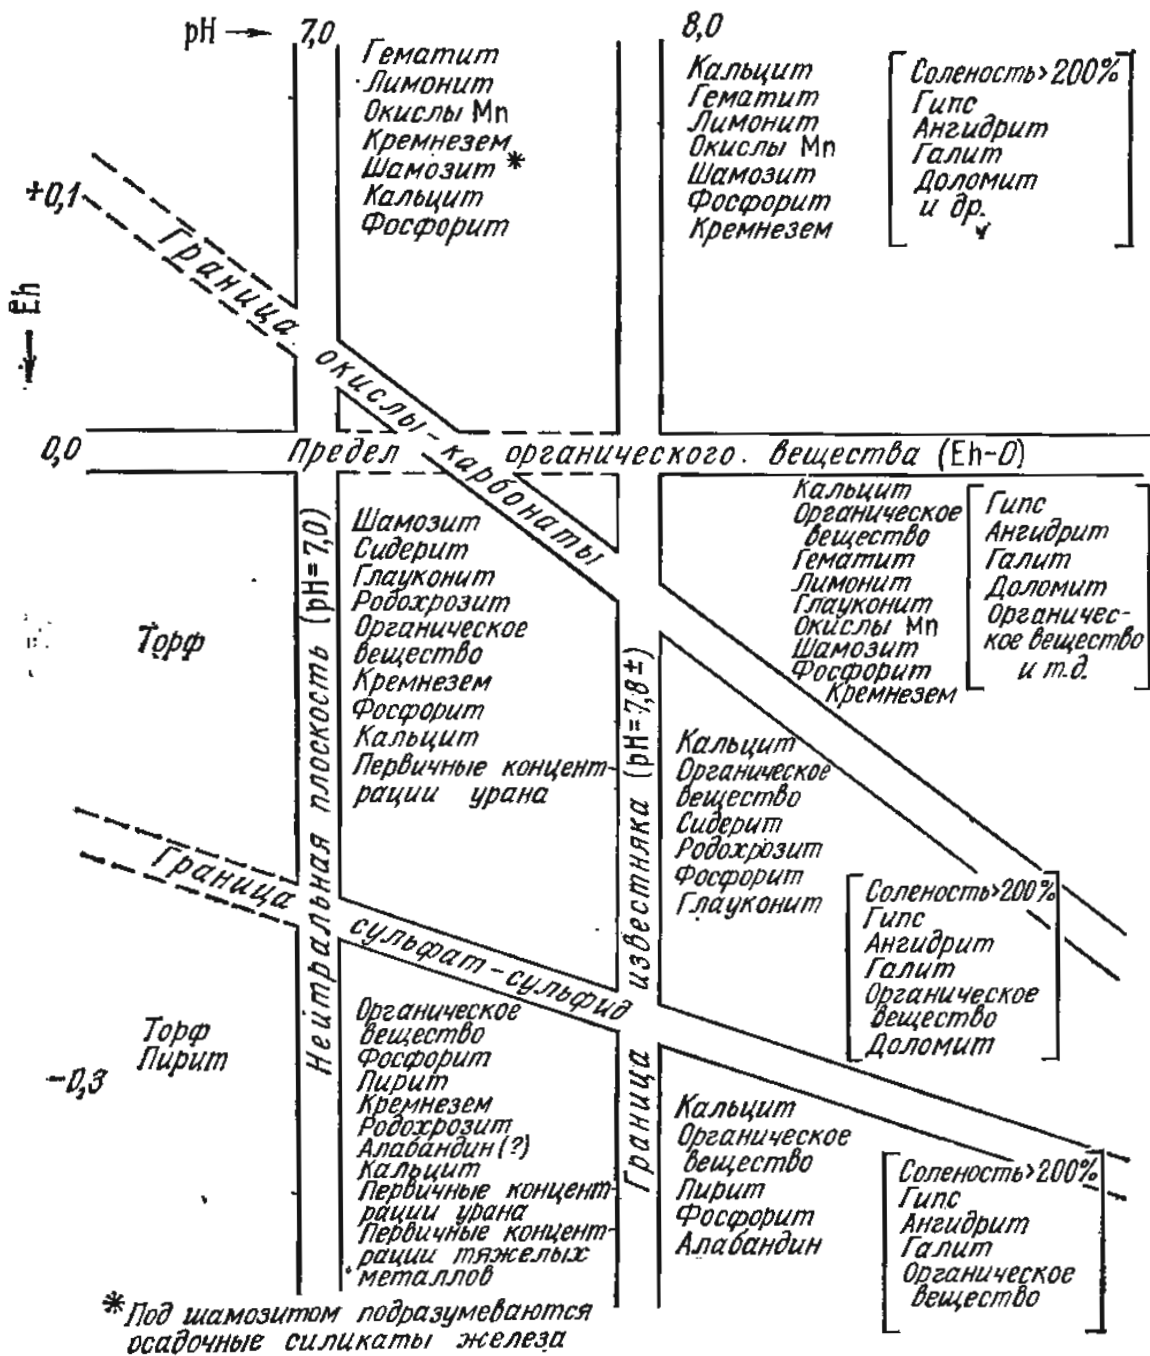 pH → 7,0
8,0
Гематит
Лимонит
Окислы Mn
Кремнезем
Шамозит *
Кальцит
Фосфорит
Кальцит
Гематит
Лимонит
Окислы Mn
Шамозит
Фосфорит
Кремнезем
Соленость>200%
Гипс
Ангидрит
Галит
Доломит
и др.
+0,1
Eh
0,0
Граница окислы-карбонаты
Предел органического. вещества (Eh-0)
Торф
Нейтральная плоскость (pH=7,0)
Шамозит
Сидерит
Глауконит
Родохрозит
Органическое
вещество
Кремнезем
Фосфорит
Кальцит
Первичные концент-
рации урана
Граница известняка (pH=7,8±)
Кальцит
Органическое
вещество
Гематит
Лимонит
Глауконит
Окислы Mn
Шамозит
Фосфорит
Кремнезем
Гипс
Ангидрит
Галит
Доломит
Органичес-
кое вещество
и т.д.
Кальцит
Органическое
вещество
Сидерит
Родохрозит
Фосфорит
Глауконит
Соленость>200%
Гипс
Ангидрит
Галит
Органическое
вещество
Доломит
Граница сульфат-сульфид
-0,3
Торф
Пирит
Органическое
вещество
Фосфорит
Пирит
Кремнезем
Родохрозит
Алабандин(?)
Кальцит
Первичные концент-
рации урана
Первичные концент-
рации тяжелых
металлов
Кальцит
Органическое
вещество
Пирит
Фосфорит
Алабандин
Соленость>200%
Гипс
Ангидрит
Галит
Органическое
вещество
*Под шамозитом подразумеваются
осадочные силикаты железа